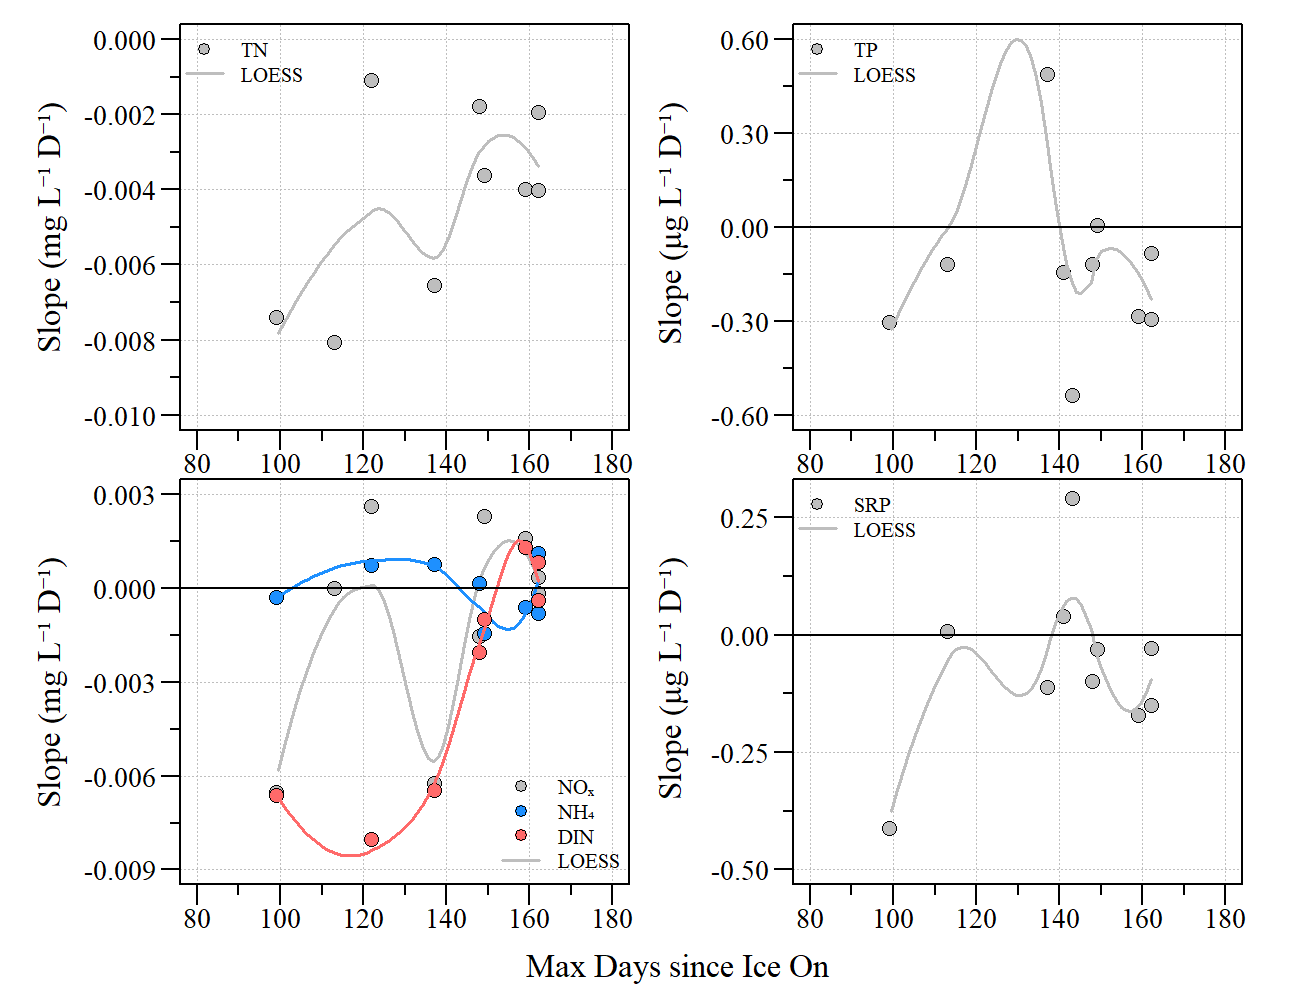 0.000
-0.002
-0.004
-0.006
-0.008
-0.010
Slope (mg L⁻¹ D⁻¹)
TN
LOESS
80 100 120 140 160 180
0.60
0.30
0.00
-0.30
-0.60
Slope (µg L⁻¹ D⁻¹)
TP
LOESS
80 100 120 140 160 180
0.003
0.000
-0.003
-0.006
-0.009
Slope (mg L⁻¹ D⁻¹)
NOₓ
NH₄
DIN
LOESS
80 100 120 140 160 180
0.25
0.00
-0.25
-0.50
Slope (µg L⁻¹ D⁻¹)
SRP
LOESS
80 100 120 140 160 180
Max Days since Ice On